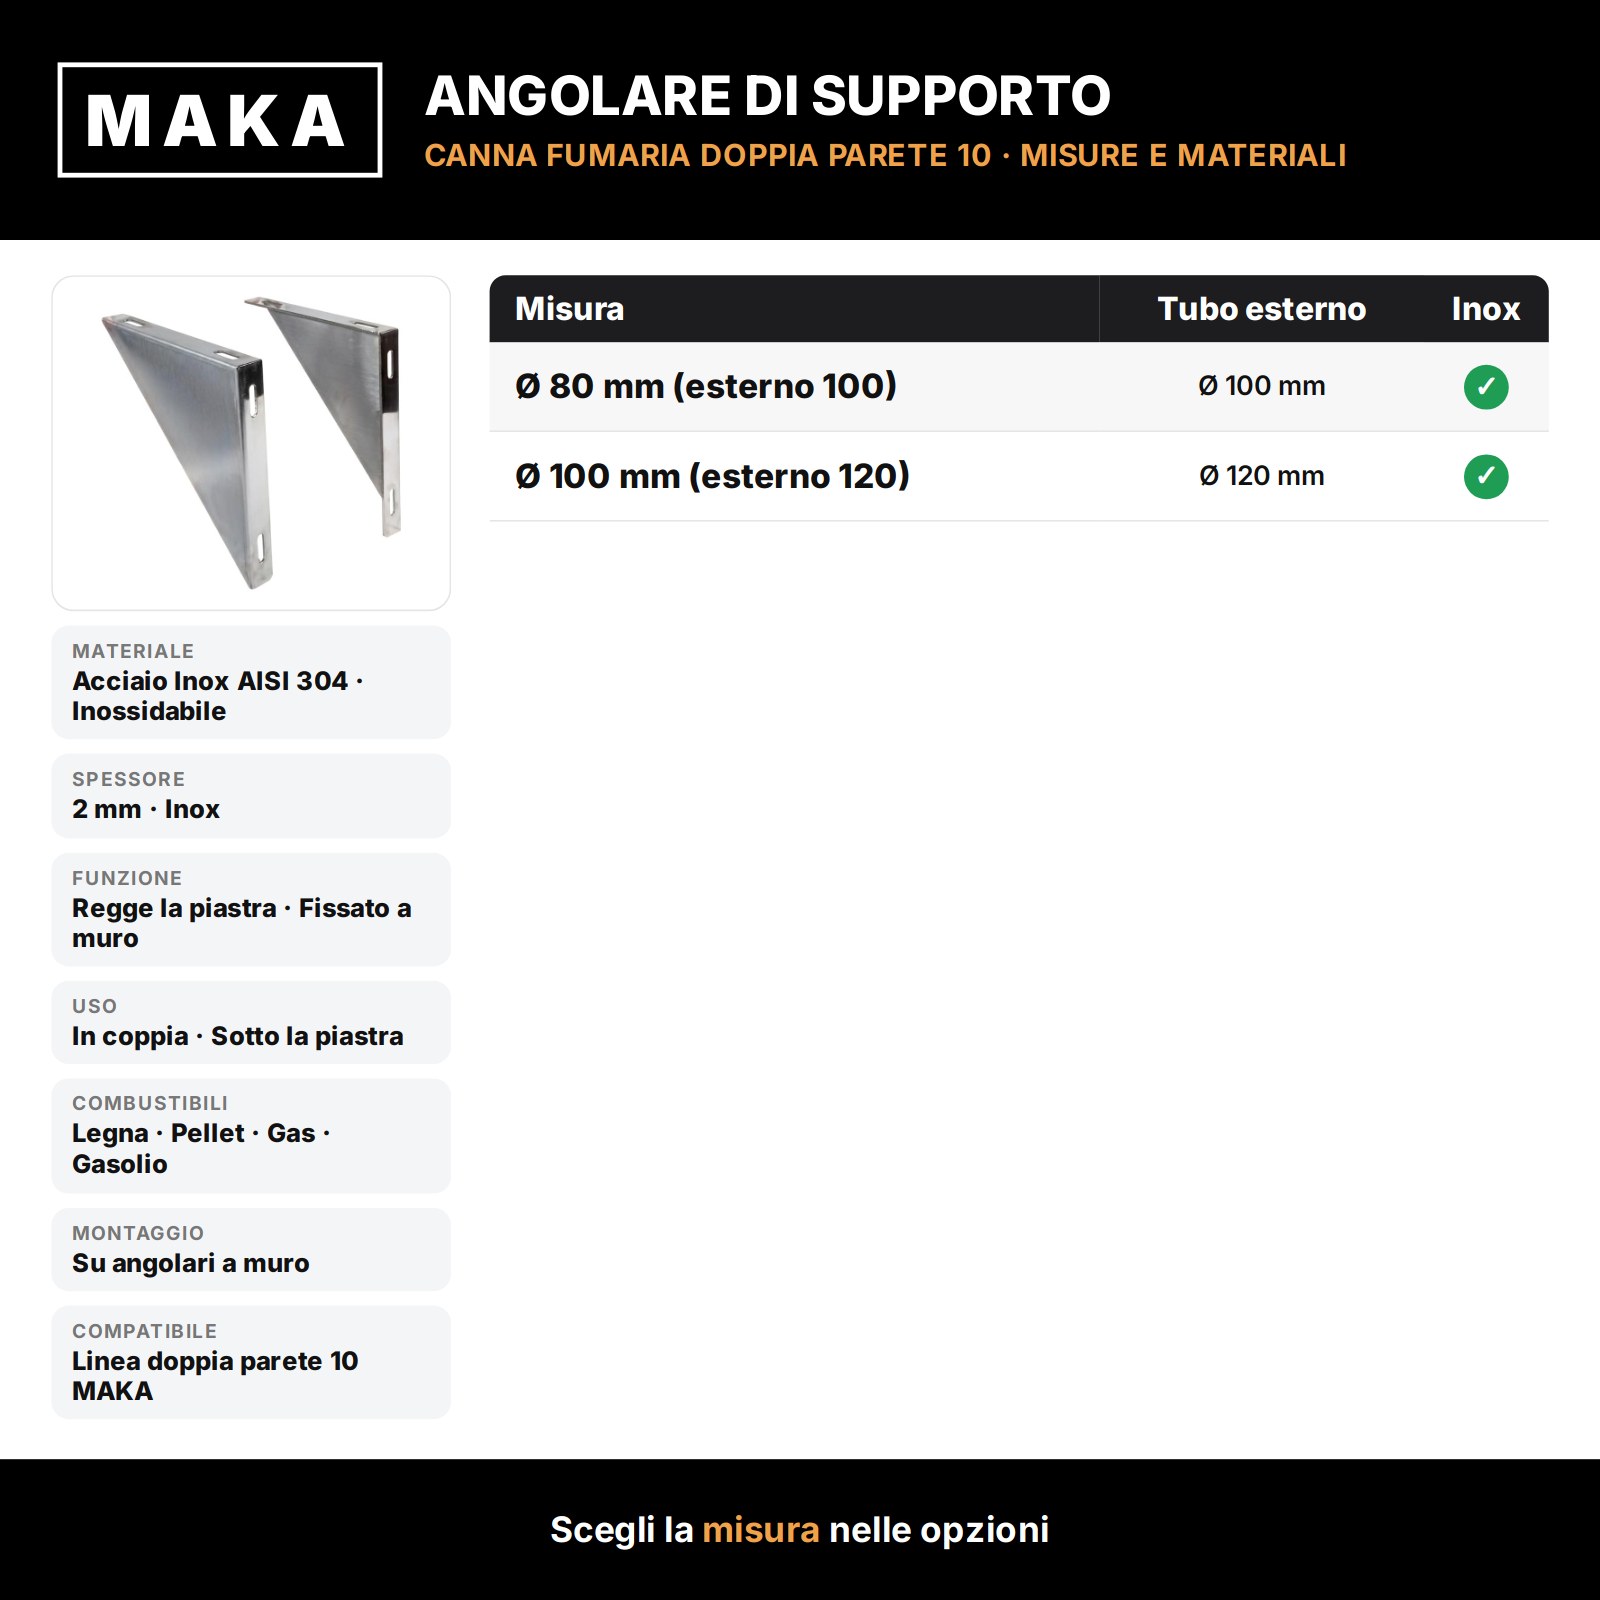 MAKA
ANGOLARE DI SUPPORTO
CANNA FUMARIA DOPPIA PARETE 10 · MISURE E MATERIALI
Misura Tubo esterno Inox
Ø 80 mm (esterno 100) Ø 100 mm ✓
Ø 100 mm (esterno 120) Ø 120 mm ✓
MATERIALE
Acciaio Inox AISI 304 ·
Inossidabile
SPESSORE
2 mm · Inox
FUNZIONE
Regge la piastra · Fissato a
muro
USO
In coppia · Sotto la piastra
COMBUSTIBILI
Legna · Pellet · Gas ·
Gasolio
MONTAGGIO
Su angolari a muro
COMPATIBILE
Linea doppia parete 10
MAKA
Scegli la misura nelle opzioni